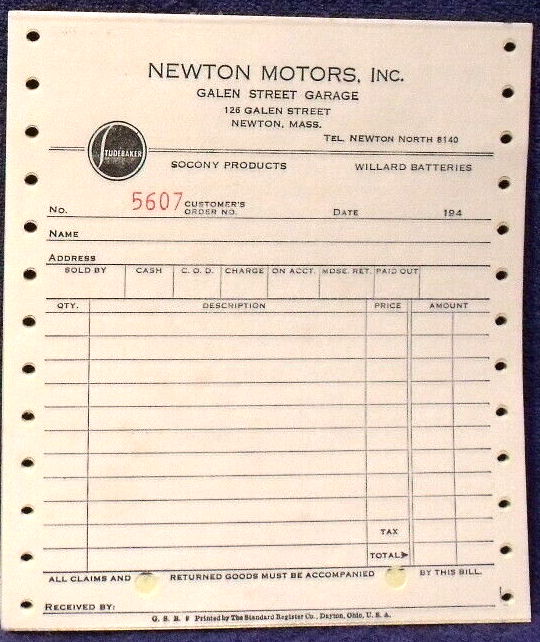 NEWTON MOTORS, INC.
GALEN STREET GARAGE
126 GALEN STREET
NEWTON, MASS.
TEL. NEWTON NORTH 8140
STUDEBAKER
SOCONY PRODUCTS WILLARD BATTERIES
NO. 5607 CUSTOMER'S ORDER NO. DATE 194
NAME
ADDRESS
SOLD BY CASH C. O. D. CHARGE ON ACCT. MDSE. RET. PAID OUT
QTY. DESCRIPTION PRICE AMOUNT
TAX
TOTAL
ALL CLAIMS AND RETURNED GOODS MUST BE ACCOMPANIED BY THIS BILL.
RECEIVED BY:
Printed by The Standard Register Co., Dayton, Ohio, U. S. A.